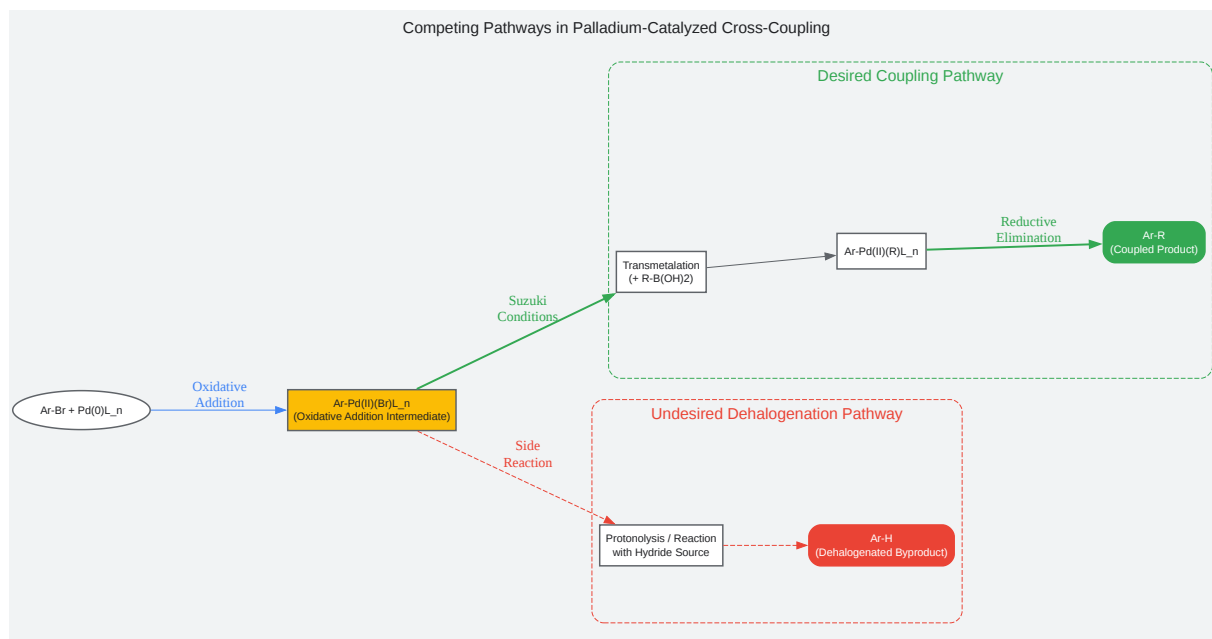 Competing Pathways in Palladium-Catalyzed Cross-Coupling
Desired Coupling Pathway
Reductive
Elimination
Ar-R
(Coupled Product)
Ar-Pd(II)(R)L_n
Transmetalation
(+ R-B(OH)2)
Suzuki
Conditions
Oxidative
Addition
Ar-Br + Pd(0)L_n
Ar-Pd(II)(Br)L_n
(Oxidative Addition Intermediate)
Undesired Dehalogenation Pathway
Side
Reaction
Protonolysis / Reaction
with Hydride Source
Ar-H
(Dehalogenated Byproduct)